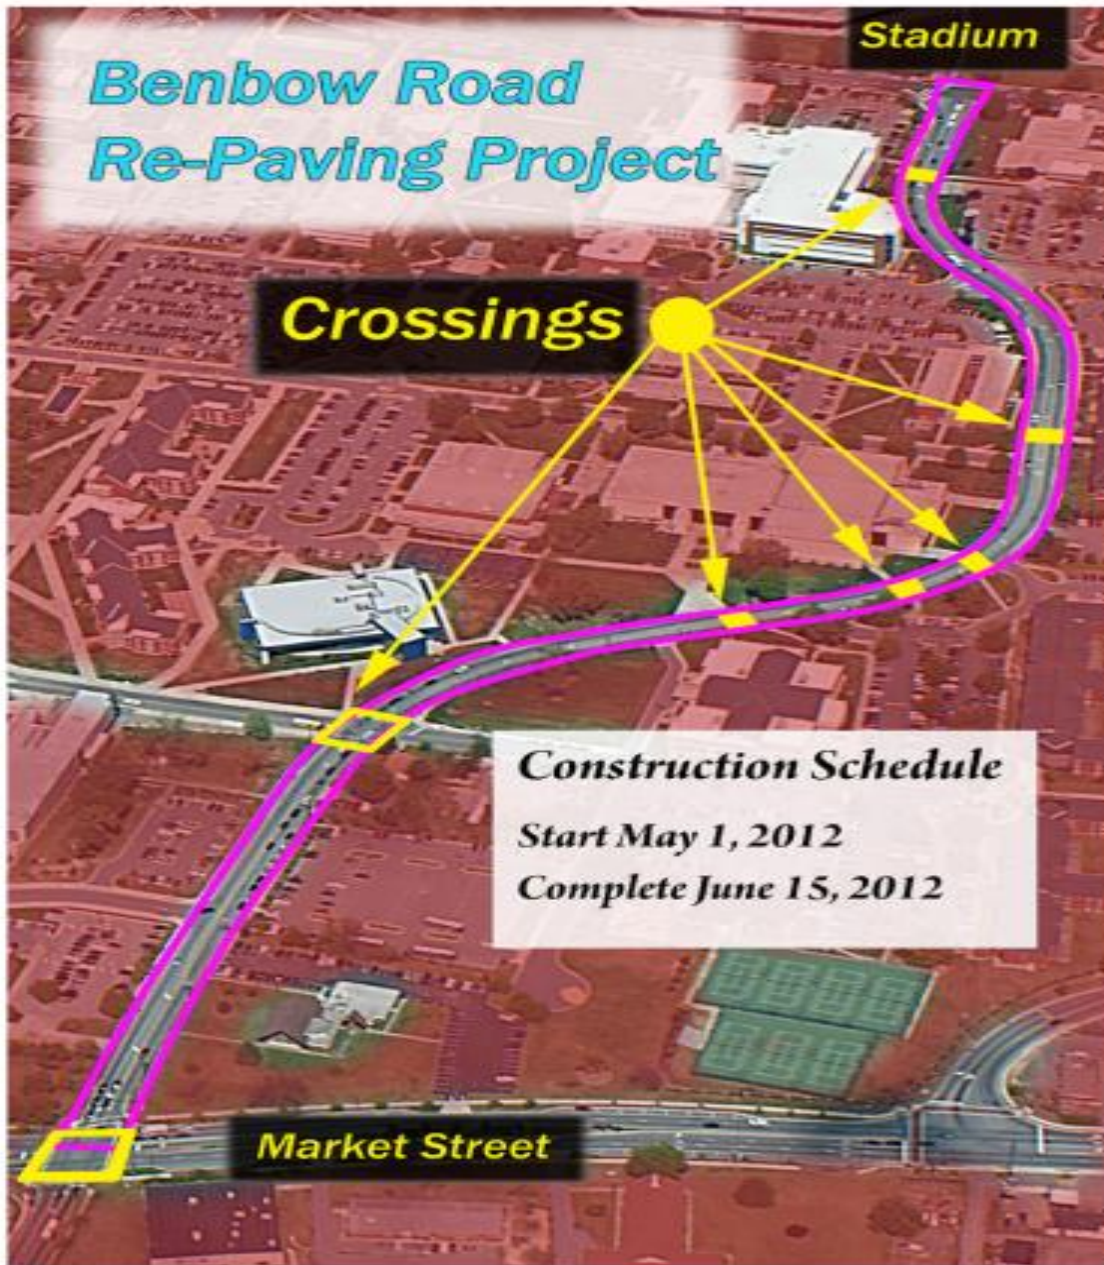 Stadium
Benbow Road
Re-Paving Project
Crossings
Construction Schedule
Start May 1, 2012
Complete June 15, 2012
Market Street